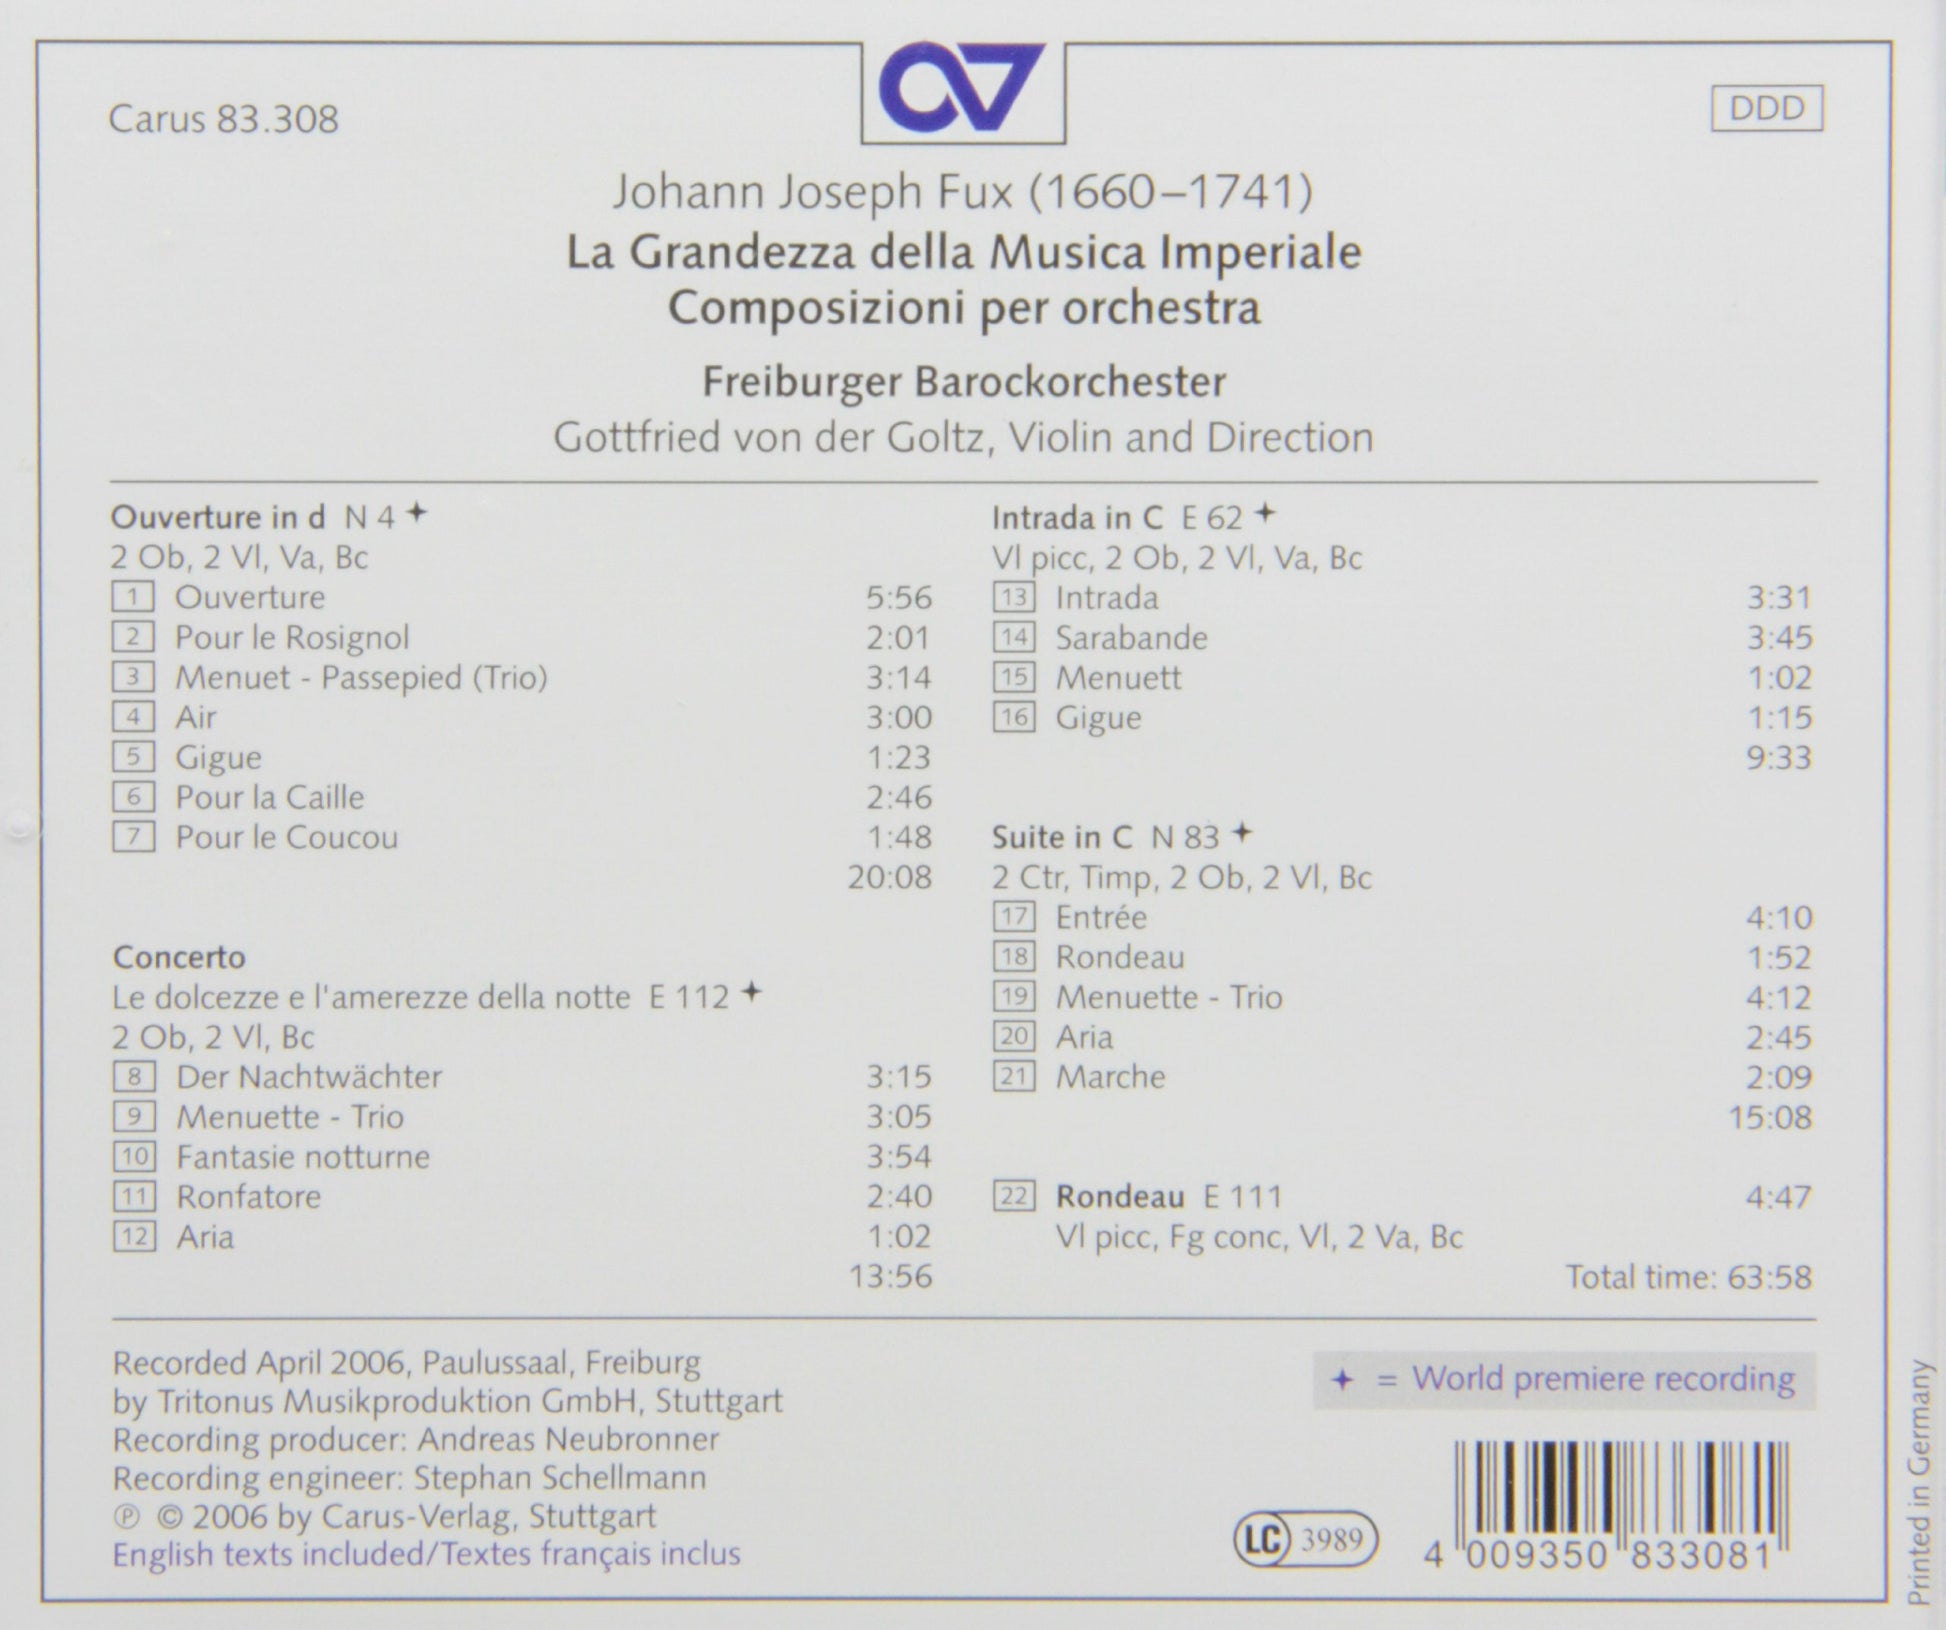 Carus 83.308
DDD
Johann Joseph Fux (1660–1741)
La Grandezza della Musica Imperiale
Composizioni per orchestra
Freiburger Barockorchester
Gottfried von der Goltz, Violin and Direction
Ouverture in d N 4 ✦
2 Ob, 2 Vl, Va, Bc
1 Ouverture 5:56
2 Pour le Rosignol 2:01
3 Menuet - Passepied (Trio) 3:14
4 Air 3:00
5 Gigue 1:23
6 Pour la Caille 2:46
7 Pour le Coucou 1:48
20:08
Concerto
Le dolcezze e l'amerezze della notte E 112 ✦
2 Ob, 2 Vl, Bc
8 Der Nachtwächter 3:15
9 Menuette - Trio 3:05
10 Fantasie notturne 3:54
11 Ronfatore 2:40
12 Aria 1:02
13:56
Intrada in C E 62 ✦
Vl picc, 2 Ob, 2 Vl, Va, Bc
13 Intrada 3:31
14 Sarabande 3:45
15 Menuett 1:02
16 Gigue 1:15
9:33
Suite in C N 83 ✦
2 Ctr, Timp, 2 Ob, 2 Vl, Bc
17 Entrée 4:10
18 Rondeau 1:52
19 Menuette - Trio 4:12
20 Aria 2:45
21 Marche 2:09
15:08
22 Rondeau E 111 4:47
Vl picc, Fg conc, Vl, 2 Va, Bc
Total time: 63:58
Recorded April 2006, Paulussaal, Freiburg
by Tritonus Musikproduktion GmbH, Stuttgart
Recording producer: Andreas Neubronner
Recording engineer: Stephan Schellmann
℗ © 2006 by Carus-Verlag, Stuttgart
English texts included/Textes français inclus
✦ = World premiere recording
LC 3989
4 009350 833081
Printed in Germany